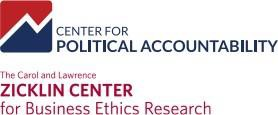 CENTER FOR
POLITICAL ACCOUNTABILITY
The Carol and Lawrence
ZICKLIN CENTER
for Business Ethics Research